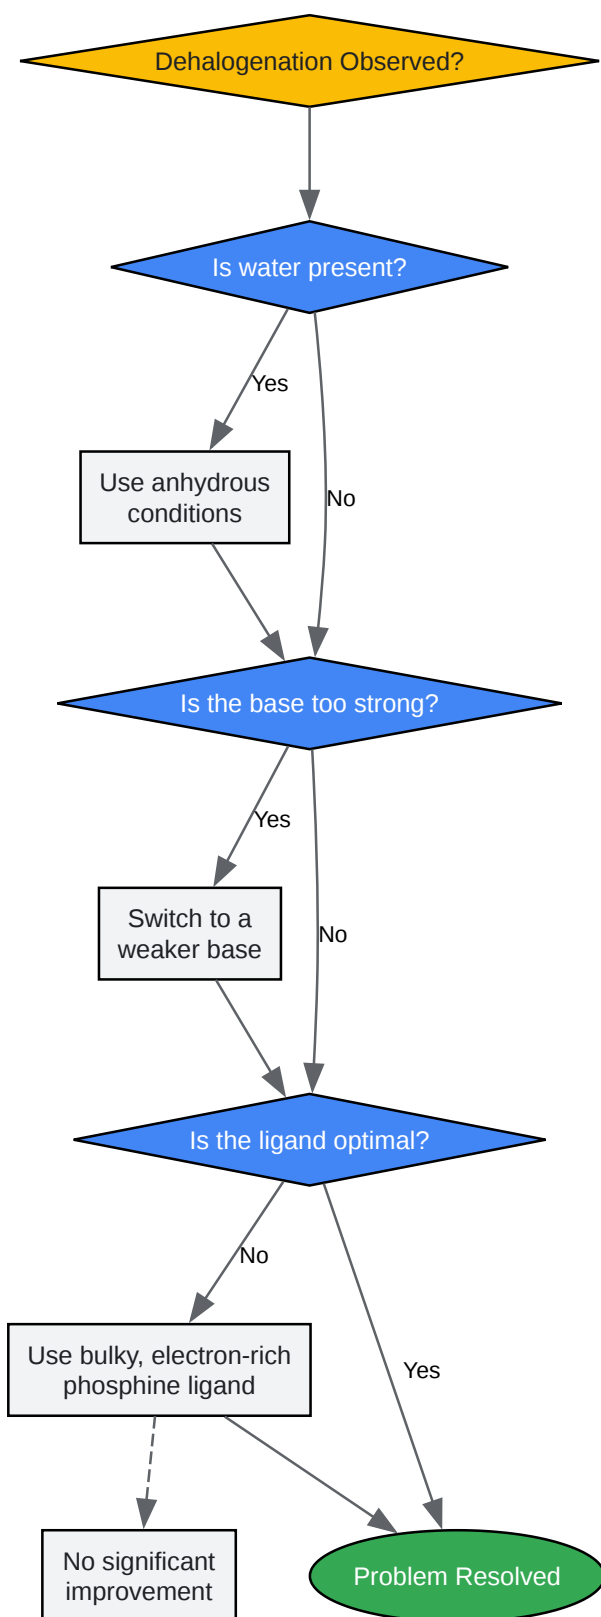 Dehalogenation Observed?
Is water present?
Yes
Use anhydrous
conditions
No
Is the base too strong?
Yes
Switch to a
weaker base
No
Is the ligand optimal?
No
Use bulky, electron-rich
phosphine ligand
Yes
No significant
improvement
Problem Resolved